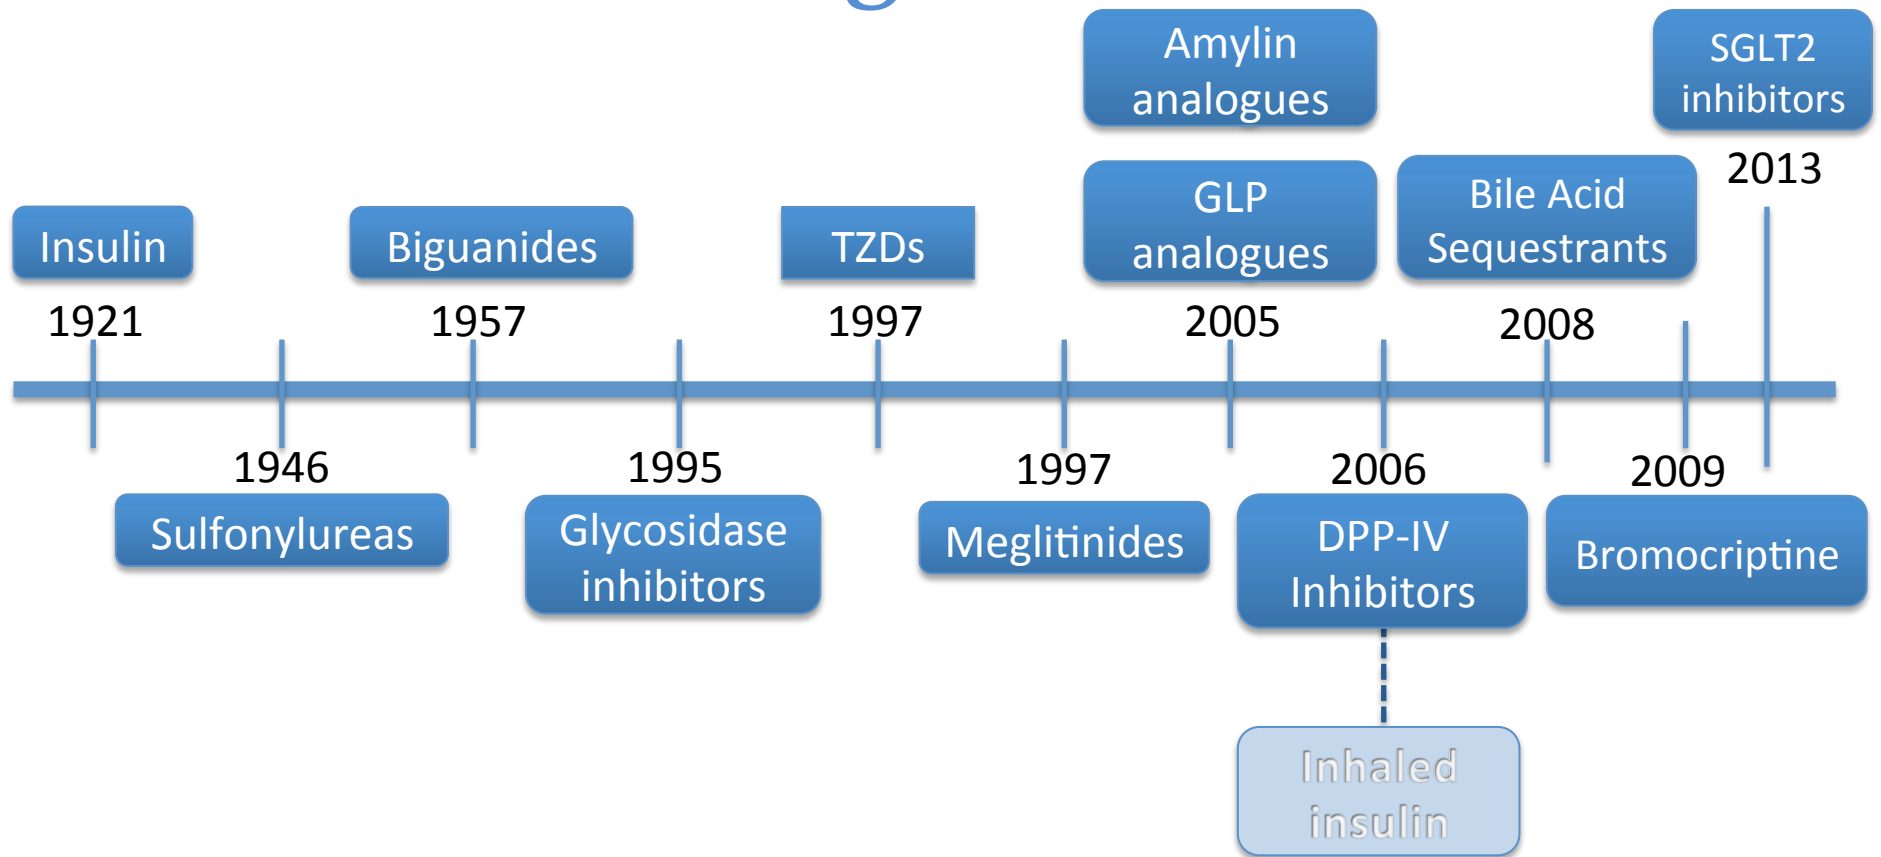 g
Amylin
analogues
SGLT2
inhibitors
2013
GLP
analogues
Bile Acid
Sequestrants
Insulin
Biguanides
TZDs
1921
1957
1997
2005
2008
1946
1995
1997
2006
2009
Sulfonylureas
Glycosidase
inhibitors
Meglitinides
DPP-IV
Inhibitors
Bromocriptine
Inhaled
insulin